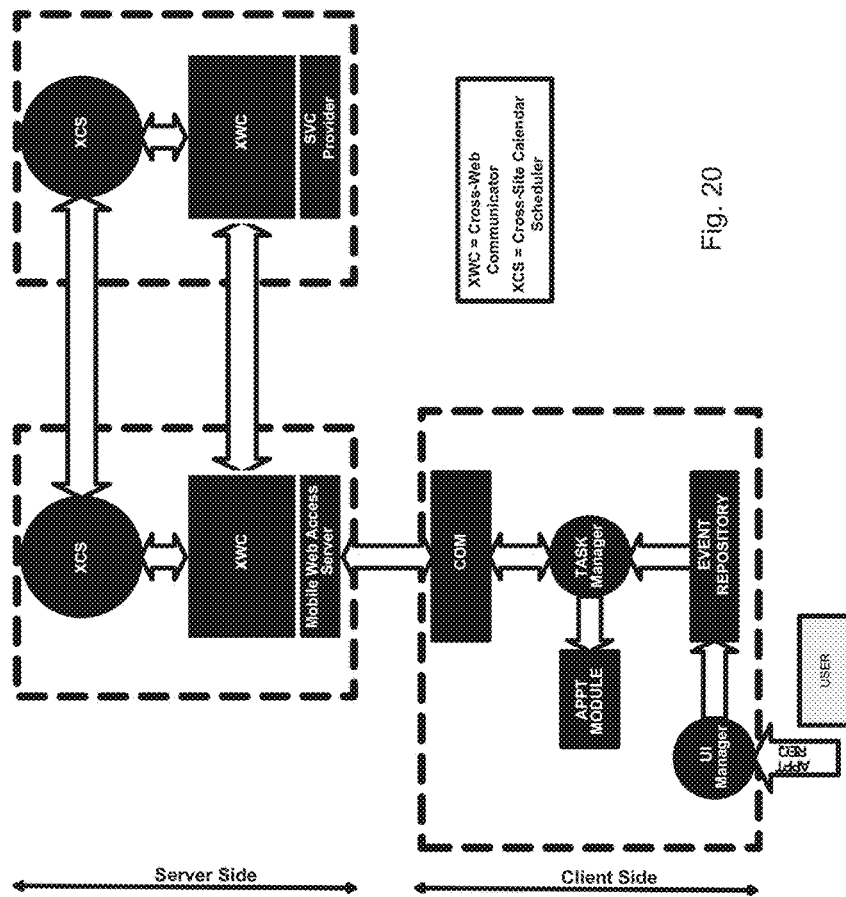 XCS
XWC
SVC
Provider
XCS
XWC
Mobile Web Access
Server
XWC = Cross-Web
Communicator
XCS = Cross-Site Calendar
Scheduler
Fig. 20
COM
TASK
Manager
APPT
MODULE
EVENT
REPOSITORY
UI
Manager
APPT
REQ
USER
Server Side
Client Side